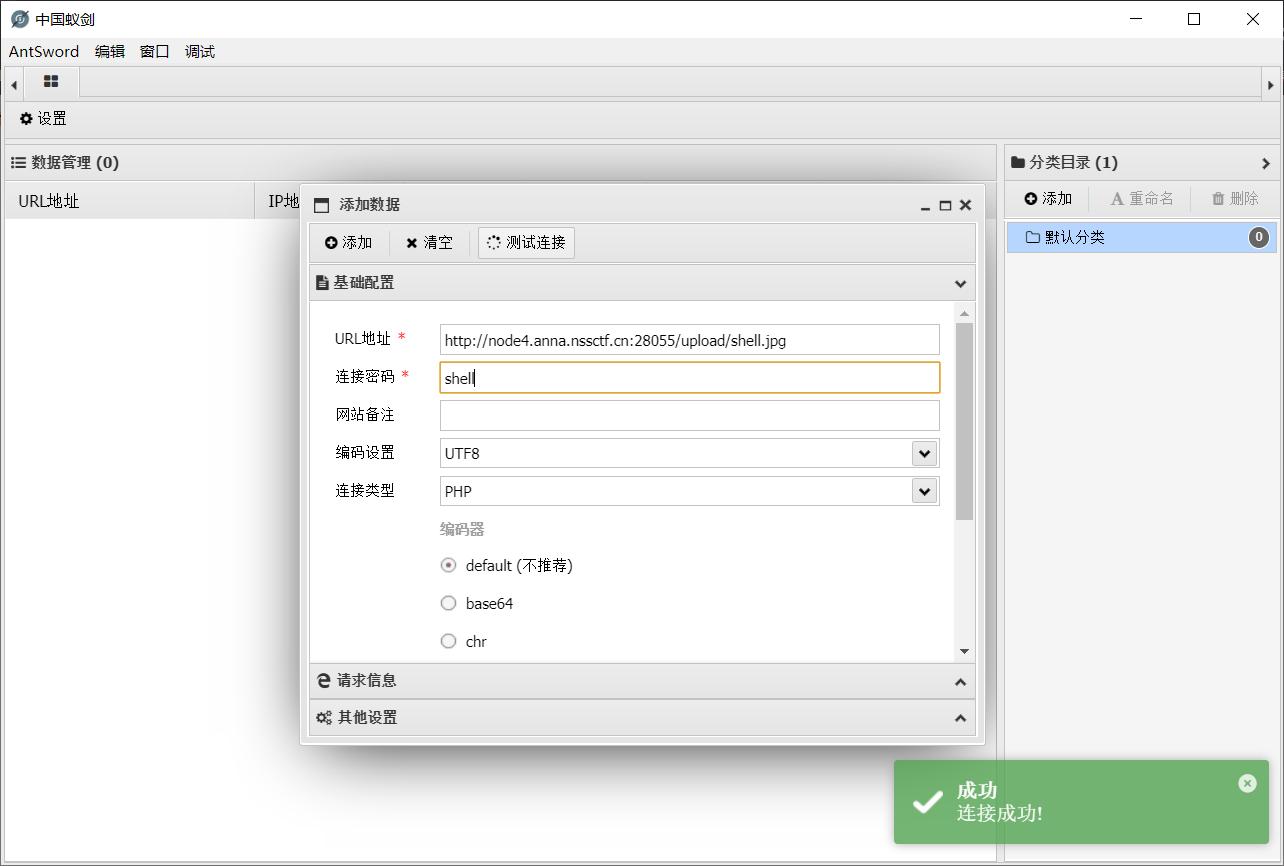 中国蚁剑
AntSword 编辑 窗口 调试
设置
数据管理 (0)
分类目录 (1)
URL地址
IP地
添加
重命名
删除
默认分类
0
添加数据
添加
清空
测试连接
基础配置
URL地址 *
http://node4.anna.nssctf.cn:28055/upload/shell.jpg
连接密码 *
shell
网站备注
编码设置
UTF8
连接类型
PHP
编码器
default (不推荐)
base64
chr
请求信息
其他设置
成功
连接成功!